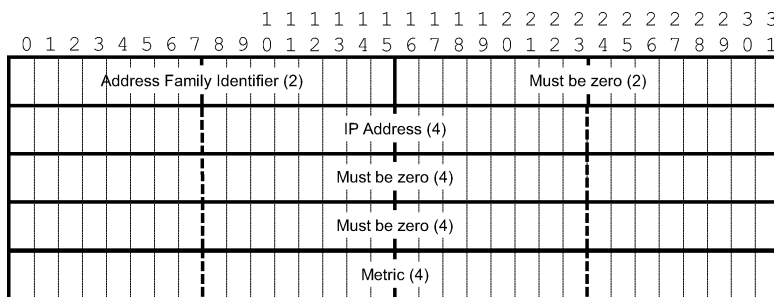 1 1 1 1 1 1 1 1 1 1 2 2 2 2 2 2 2 2 2 2 3 3
0 1 2 3 4 5 6 7 8 9 0 1 2 3 4 5 6 7 8 9 0 1 2 3 4 5 6 7 8 9 0 1
Address Family Identifier (2) Must be zero (2)
IP Address (4)
Must be zero (4)
Must be zero (4)
Metric (4)